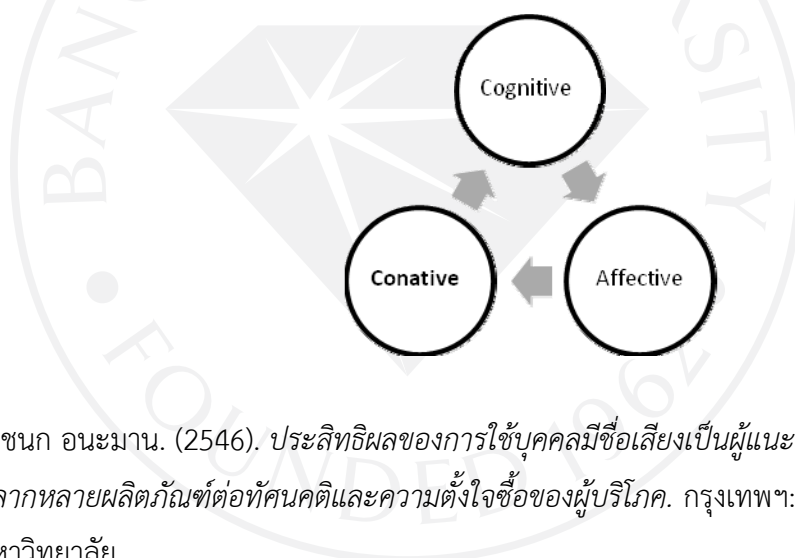 Cognitive
Conative Affective
ชนก อนะมาน. (2546). ประสิทธิผลของการใช้บุคคลมีชื่อเสียงเป็นผู้แนะ
ลากหลายผลิตภัณฑ์ต่อทัศนคติและความตั้งใจซื้อของผู้บริโภค. กรุงเทพฯ:
หาวิทยาลัย
FOUNDED 1962